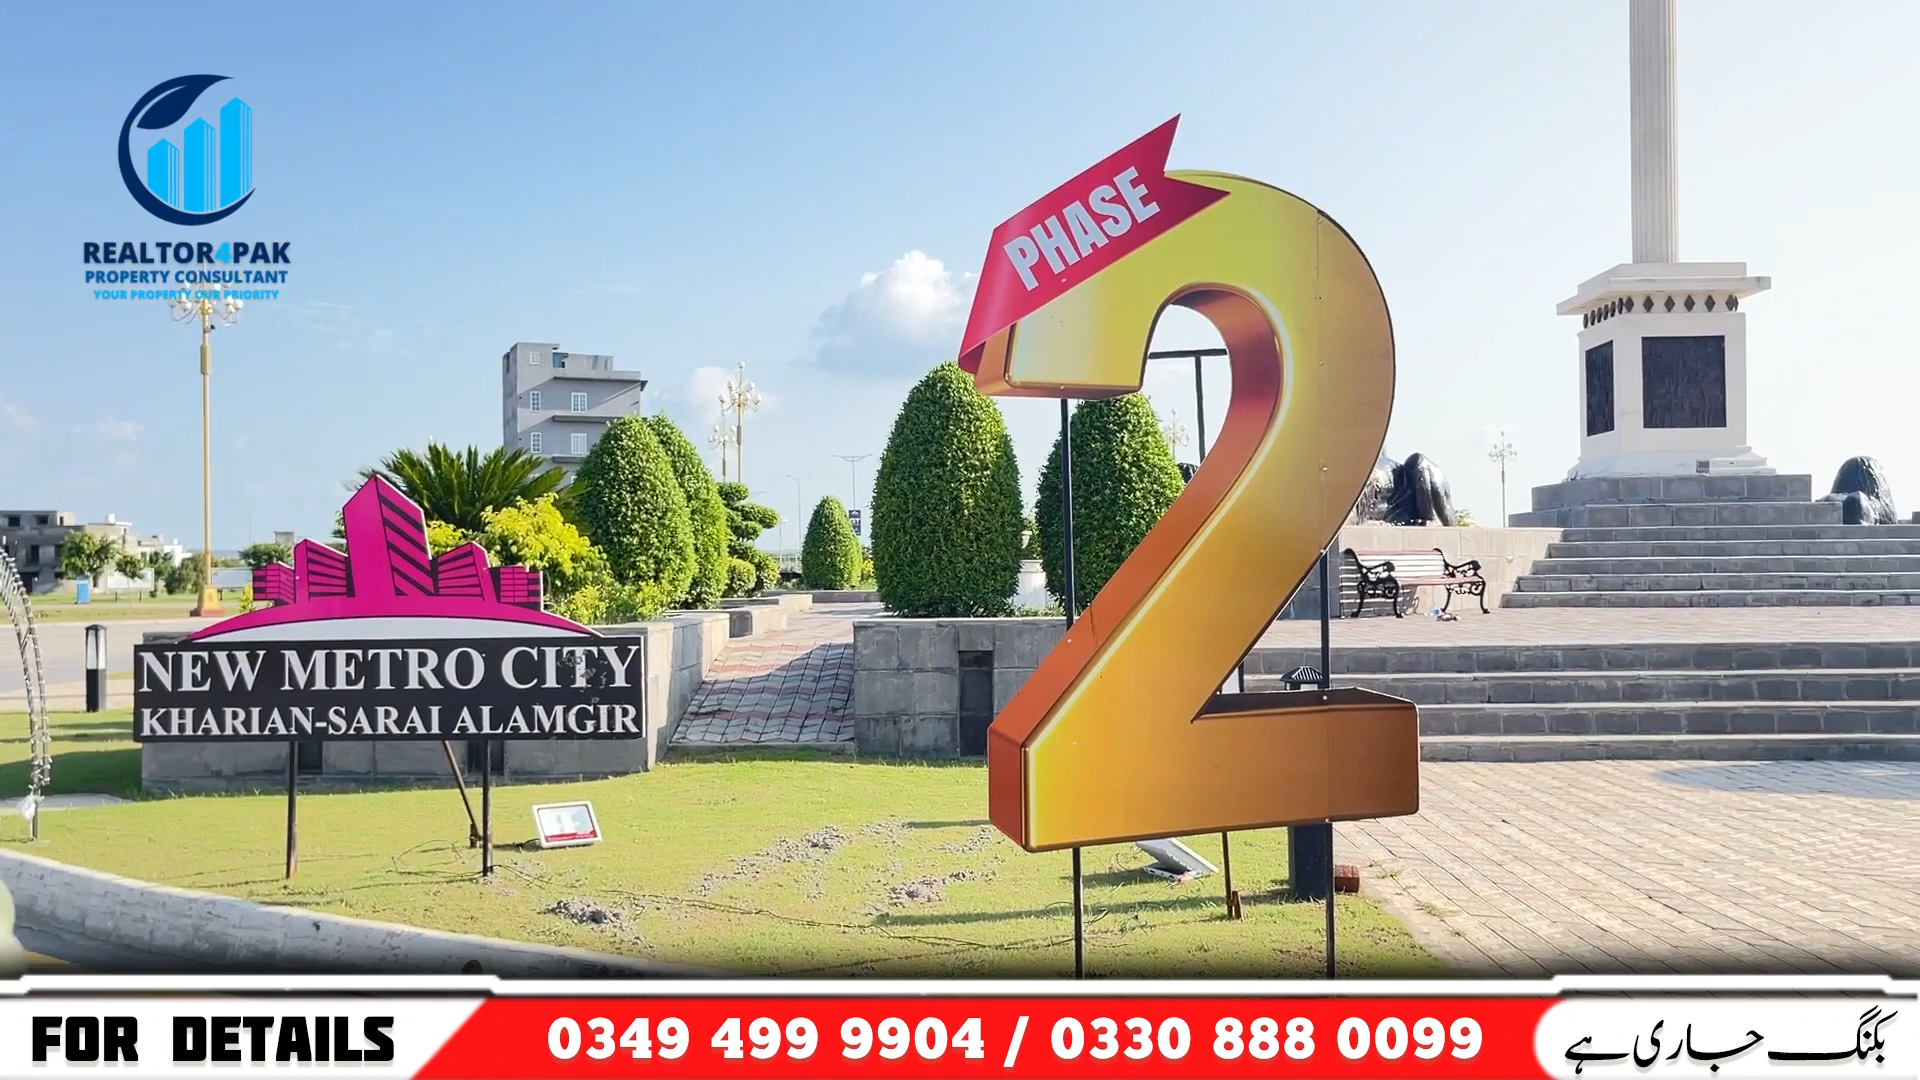 REALTOR4PAK
PROPERTY CONSULTANT
YOUR PROPERTY OUR PRIORITY
PHASE
2
NEW METRO CITY
KHARIAN-SARAI ALAMGIR
FOR DETAILS
0349 499 9904 / 0330 888 0099
بکنگ جاری ہے